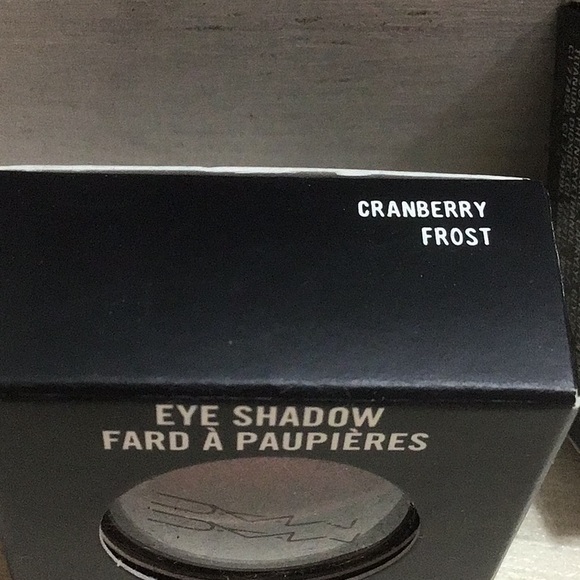 CRANBERRY
FROST
EYE SHADOW
FARD À PAUPIÈRES